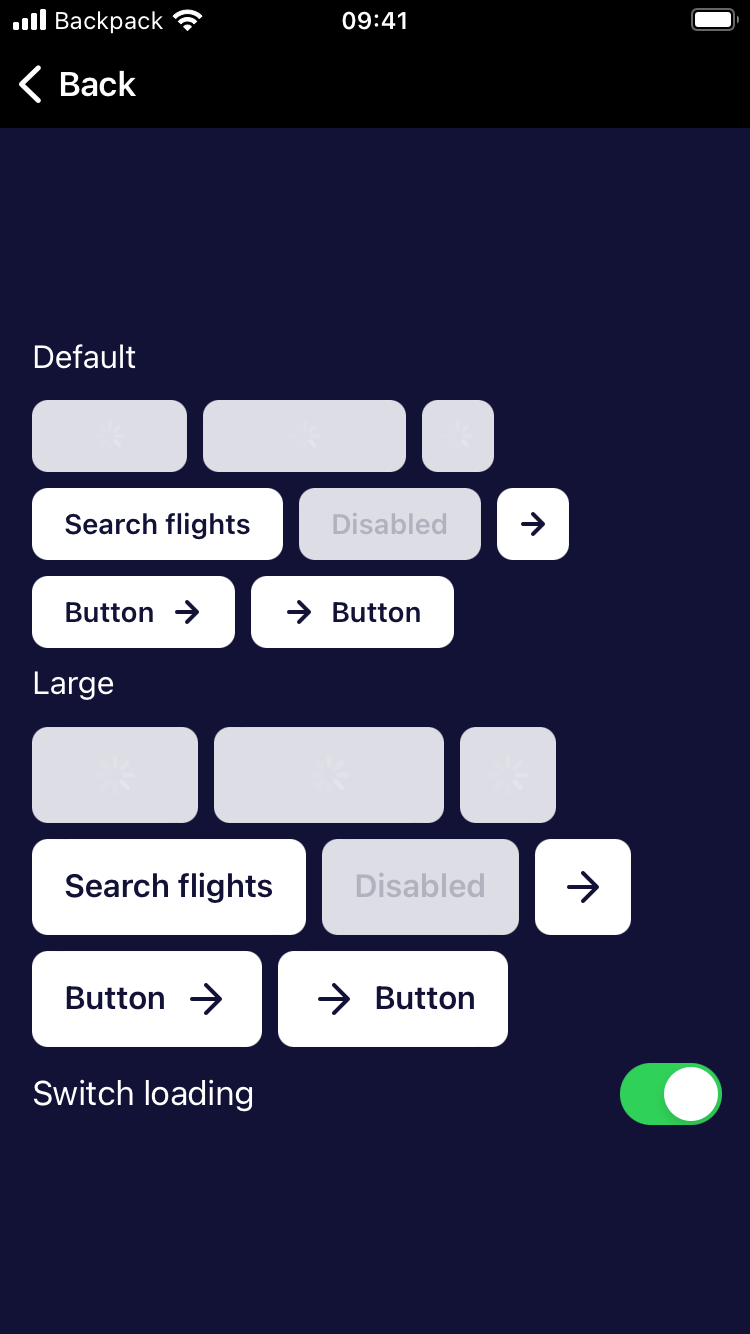 Backpack 09:41
Back
Default
Search flights Disabled
Button Button
Large
Search flights Disabled
Button Button
Switch loading